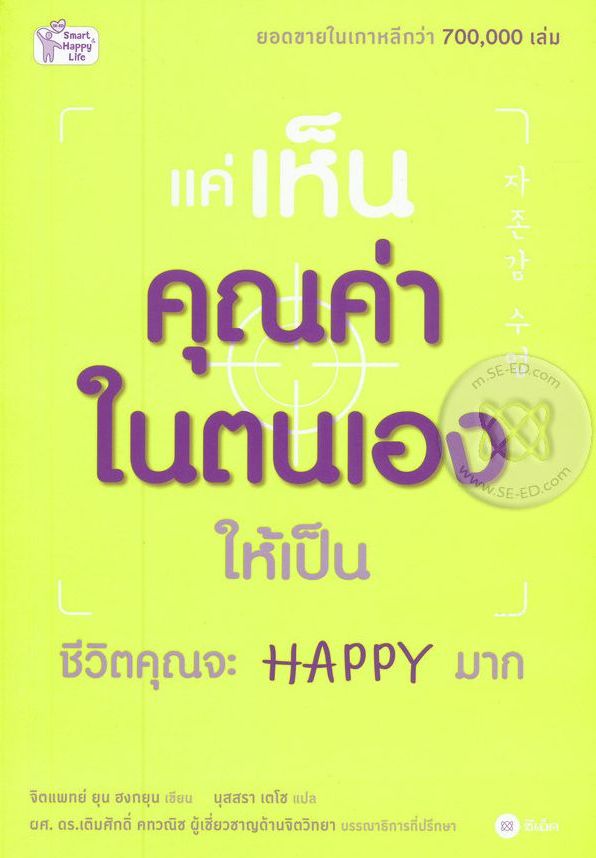 Smart & Happy Life
ยอดขายในเกาหลีกว่า 700,000 เล่ม
แค่ เห็น
คุณค่า
ในตนเอง
ให้เป็น
ชีวิตคุณจะ HAPPY มาก
자존감 수업
m.SE-ED.com
www.SE-ED.com
จิตแพทย์ ยุน ฮงกยุน เขียน นุสสรา เตโช แปล
ผศ. ดร.เติมศักดิ์ คทวณิช ผู้เชี่ยวชาญด้านจิตวิทยา บรรณาธิการที่ปรึกษา
ซีเอ็ด